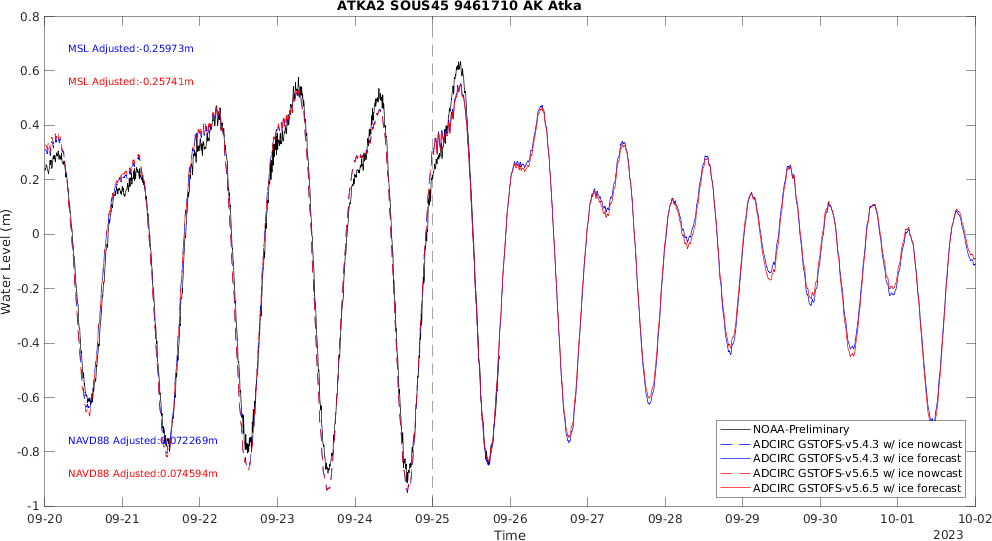 ATKA2 SOUS45 9461710 AK Atka
0.8
0.6
0.4
0.2
0
-0.2
-0.4
-0.6
-0.8
-1
Water Level (m)
MSL Adjusted:-0.25973m
MSL Adjusted:-0.25741m
NAVD88 Adjusted:0.072269m
NAVD88 Adjusted:0.074594m
NOAA-Preliminary
ADCIRC GSTOFS-v5.4.3 w/ ice nowcast
ADCIRC GSTOFS-v5.4.3 w/ ice forecast
ADCIRC GSTOFS-v5.6.5 w/ ice nowcast
ADCIRC GSTOFS-v5.6.5 w/ ice forecast
09-20 09-21 09-22 09-23 09-24 09-25 09-26 09-27 09-28 09-29 09-30 10-01 10-02
Time
2023